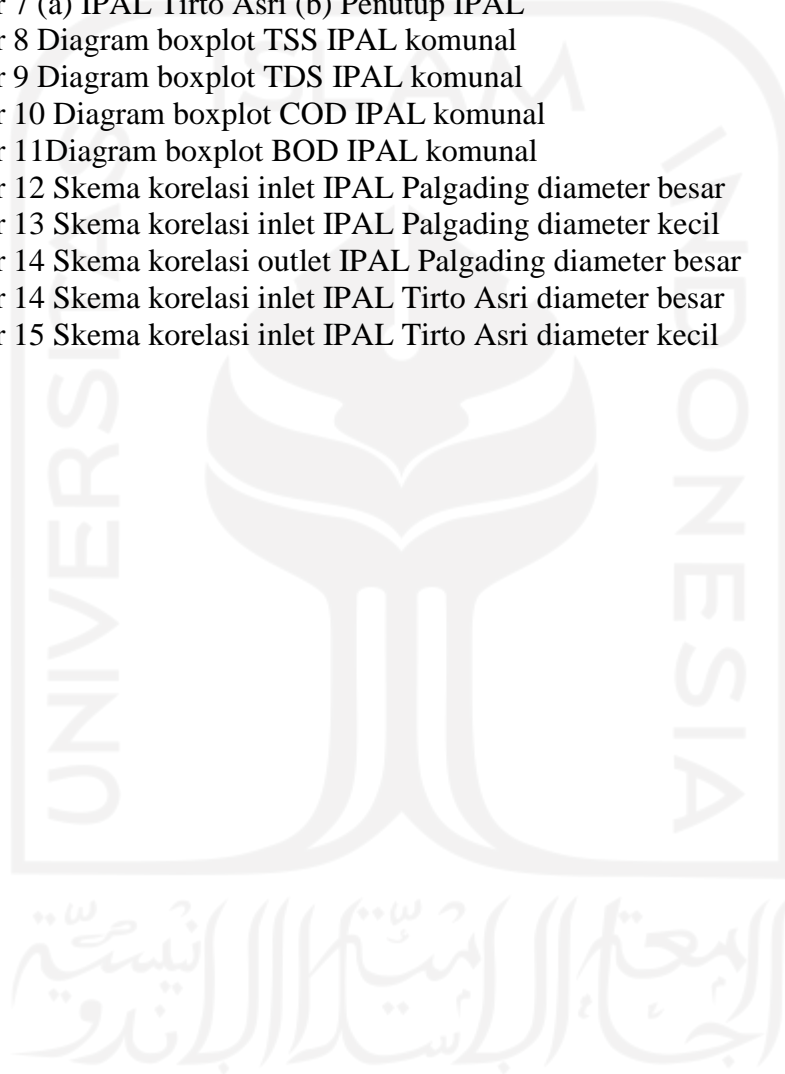 r 7 (a) IPAL Tirto Asri (b) Penutup IPAL
r 8 Diagram boxplot TSS IPAL komunal
r 9 Diagram boxplot TDS IPAL komunal
r 10 Diagram boxplot COD IPAL komunal
r 11Diagram boxplot BOD IPAL komunal
r 12 Skema korelasi inlet IPAL Palgading diameter besar
r 13 Skema korelasi inlet IPAL Palgading diameter kecil
r 14 Skema korelasi outlet IPAL Palgading diameter besar
r 14 Skema korelasi inlet IPAL Tirto Asri diameter besar
r 15 Skema korelasi inlet IPAL Tirto Asri diameter kecil
ISLAM
UNIVERSITAS
INDONESIA